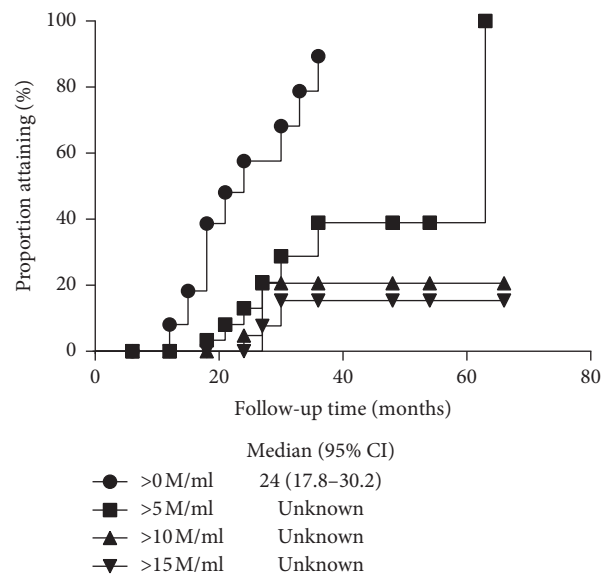 100
80
60
40
20
0
Proportion attaining (%)
0 20 40 60 80
Follow-up time (months)
Median (95% CI)
>0 M/ml 24 (17.8–30.2)
>5 M/ml Unknown
>10 M/ml Unknown
>15 M/ml Unknown